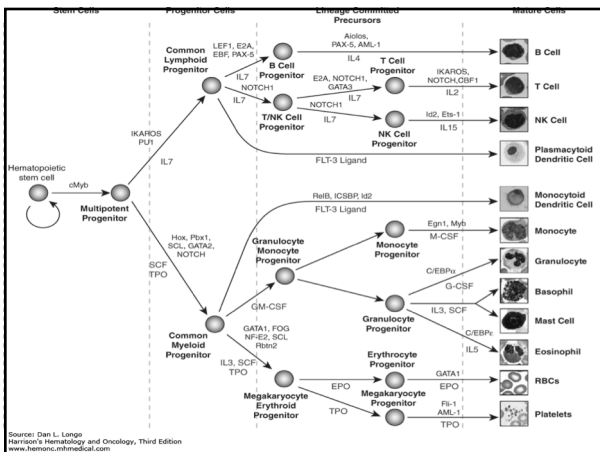 Stem Cells
Progenitor Cells
Lineage Committed
Precursors
Mature Cells
LEF1, E2A,
EBF, PAX-5
Common
Lymphoid
Progenitor
IL7
B Cell
Progenitor
Aiolos,
PAX-5, AML-1
IL4
B Cell
NOTCH1
IL7
T/NK Cell
Progenitor
E2A, NOTCH1,
GATA3
IL7
T Cell
Progenitor
IKAROS,
NOTCH,CBF1
IL2
T Cell
NOTCH1
IL7
NK Cell
Progenitor
Id2, Ets-1
IL15
NK Cell
IKAROS
PU1
IL7
FLT-3 Ligand
Plasmacytoid
Dendritic Cell
Hematopoietic
stem cell
cMyb
Multipotent
Progenitor
RelB, ICSBP, Id2
FLT-3 Ligand
Monocytoid
Dendritic Cell
Hox, Pbx1,
SCL, GATA2,
NOTCH
SCF
TPO
Granulocyte
Monocyte
Progenitor
Monocyte
Progenitor
Egn1, Myb
M-CSF
Monocyte
GM-CSF
C/EBPα
G-CSF
Granulocyte
Granulocyte
Progenitor
IL3, SCF
Basophil
Mast Cell
C/EBPε
IL5
Eosinophil
Common
Myeloid
Progenitor
GATA1, FOG
NF-E2, SCL
Rbtn2
IL3, SCF
TPO
Megakaryocyte
Erythroid
Progenitor
EPO
Erythrocyte
Progenitor
GATA1
EPO
RBCs
TPO
Megakaryocyte
Progenitor
Fli-1
AML-1
TPO
Platelets
Source: Dan L. Longo
Harrison's Hematology and Oncology, Third Edition
www.hemonc.mhmedical.com